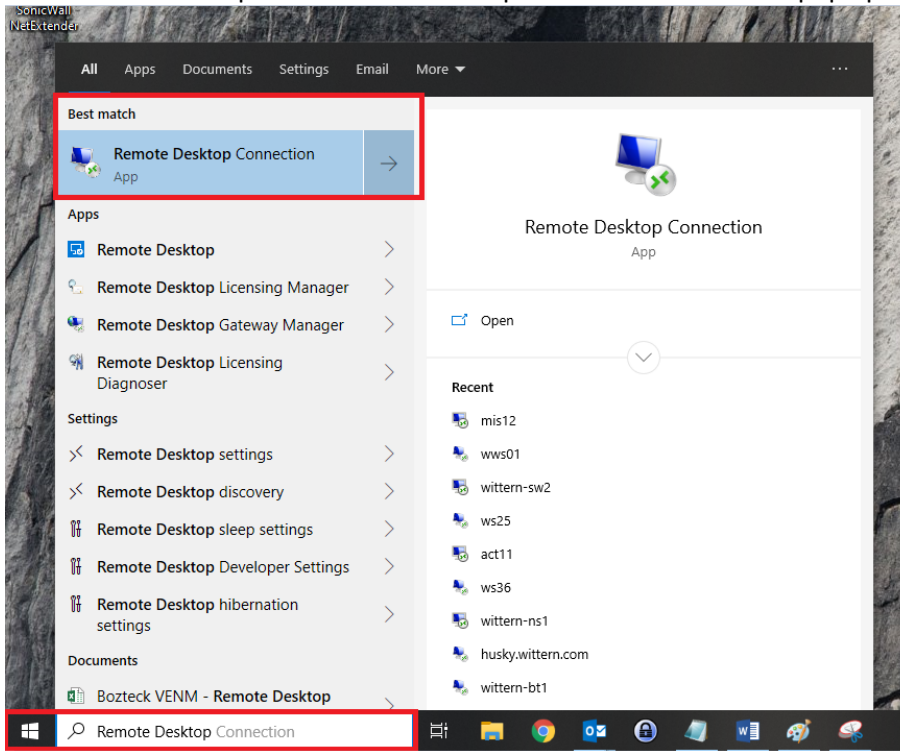 SonicWall
NetExtender
All Apps Documents Settings Email More
Best match
Remote Desktop Connection
App
Apps
Remote Desktop
Remote Desktop Licensing Manager
Remote Desktop Gateway Manager
Remote Desktop Licensing
Diagnoser
Settings
Remote Desktop settings
Remote Desktop discovery
Remote Desktop sleep settings
Remote Desktop Developer Settings
Remote Desktop hibernation
settings
Documents
Bozteck VENM - Remote Desktop
Remote Desktop Connection
App
Open
Recent
mis12
wws01
wittern-sw2
ws25
act11
ws36
wittern-ns1
husky.wittern.com
wittern-bt1
Remote Desktop Connection